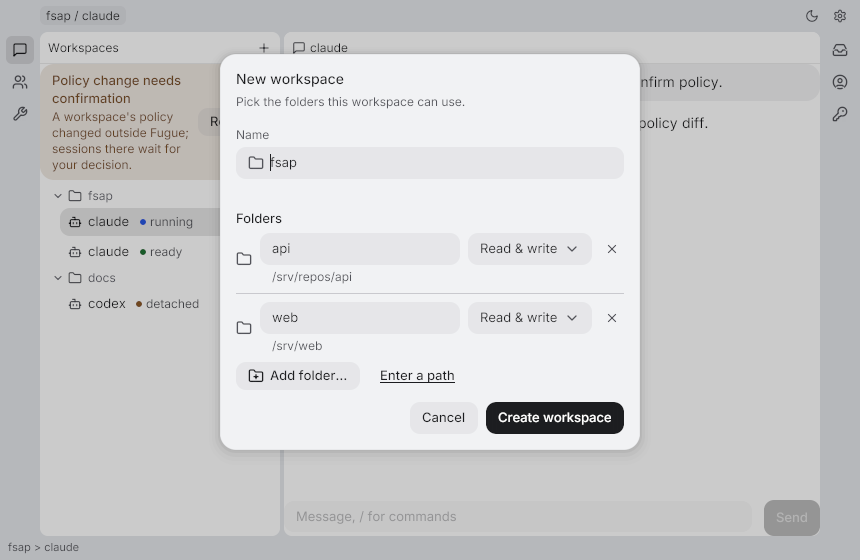 fsap / claude
Workspaces
claude
Policy change needs
confirmation
A workspace's policy
changed outside Fugue;
sessions there wait for
your decision.
nfirm policy.
policy diff.
fsap
claude running
claude ready
docs
codex detached
New workspace
Pick the folders this workspace can use.
Name
fsap
Folders
api Read & write
/srv/repos/api
web Read & write
/srv/web
Add folder... Enter a path
Cancel Create workspace
Message, / for commands Send
fsap > claude